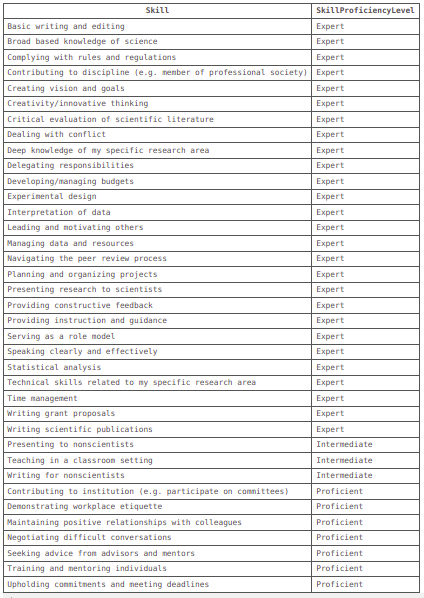 Skill SkillProficiencyLevel
Basic writing and editing Expert
Broad based knowledge of science Expert
Complying with rules and regulations Expert
Contributing to discipline (e.g. member of professional society) Expert
Creating vision and goals Expert
Creativity/innovative thinking Expert
Critical evaluation of scientific literature Expert
Dealing with conflict Expert
Deep knowledge of my specific research area Expert
Delegating responsibilities Expert
Developing/managing budgets Expert
Experimental design Expert
Interpretation of data Expert
Leading and motivating others Expert
Managing data and resources Expert
Navigating the peer review process Expert
Planning and organizing projects Expert
Presenting research to scientists Expert
Providing constructive feedback Expert
Providing instruction and guidance Expert
Serving as a role model Expert
Speaking clearly and effectively Expert
Statistical analysis Expert
Technical skills related to my specific research area Expert
Time management Expert
Writing grant proposals Expert
Writing scientific publications Expert
Presenting to nonscientists Intermediate
Teaching in a classroom setting Intermediate
Writing for nonscientists Intermediate
Contributing to institution (e.g. participate on committees) Proficient
Demonstrating workplace etiquette Proficient
Maintaining positive relationships with colleagues Proficient
Negotiating difficult conversations Proficient
Seeking advice from advisors and mentors Proficient
Training and mentoring individuals Proficient
Upholding commitments and meeting deadlines Proficient